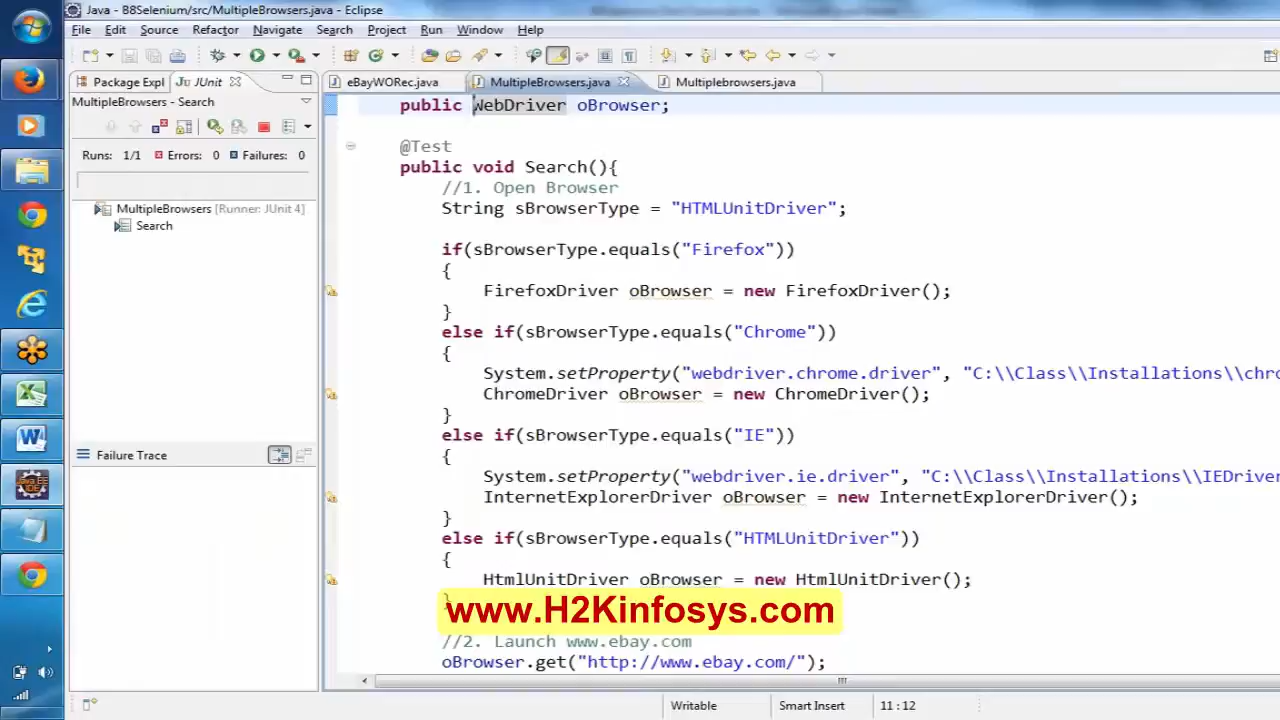 Java - B8Selenium/src/MultipleBrowsers.java - Eclipse
File Edit Source Refactor Navigate Search Project Run Window Help
Package Expl JUnit eBayWORec.java MultipleBrowsers.java Multiplebrowsers.java
MultipleBrowsers - Search
Runs: 1/1 Errors: 0 Failures: 0
MultipleBrowsers [Runner: JUnit 4]
Search
Failure Trace
public WebDriver oBrowser;
@Test
public void Search(){
//1. Open Browser
String sBrowserType = "HTMLUnitDriver";
if(sBrowserType.equals("Firefox"))
{
FirefoxDriver oBrowser = new FirefoxDriver();
}
else if(sBrowserType.equals("Chrome"))
{
System.setProperty("webdriver.chrome.driver", "C:\\Class\\Installations\\chro
ChromeDriver oBrowser = new ChromeDriver();
}
else if(sBrowserType.equals("IE"))
{
System.setProperty("webdriver.ie.driver", "C:\\Class\\Installations\\IEDriver
InternetExplorerDriver oBrowser = new InternetExplorerDriver();
}
else if(sBrowserType.equals("HTMLUnitDriver"))
{
HtmlUnitDriver oBrowser = new HtmlUnitDriver();
}
www.H2Kinfosys.com
//2. Launch www.ebay.com
oBrowser.get("http://www.ebay.com/");
Writable Smart Insert 11 : 12